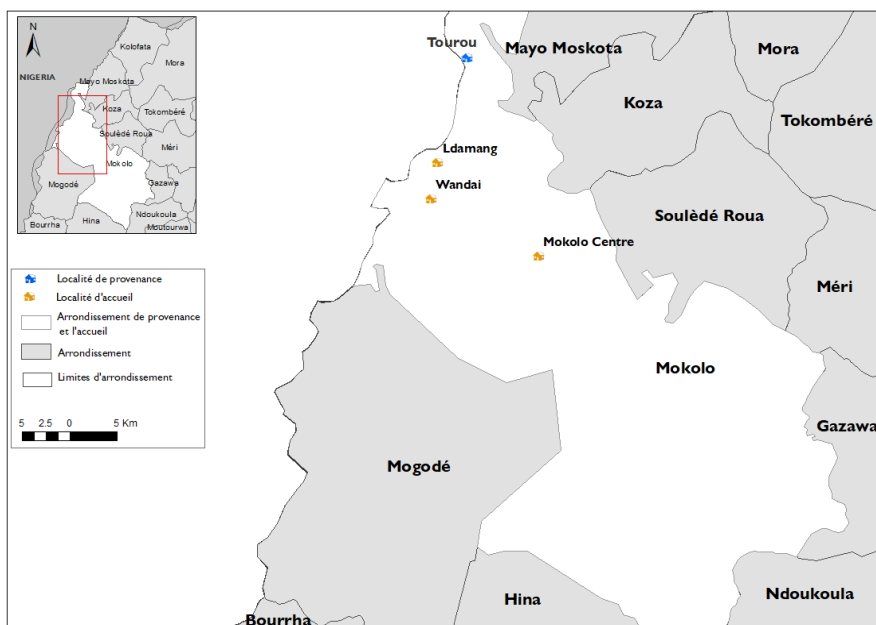 N
NIGERIA
Kolofata
Mora
Mayo Moskota
Koza
Tokombéré
Soulèdé Roua
Méri
Mokolo
Mogodé
Gazawa
Bourrha
Hina
Ndoukoula
Moutourwa
Localité de provenance
Localité d'accueil
Arrondissement de provenance
et l'accueil
Arrondissement
Limites d'arrondissement
5 2.5 0 5 Km
Tourou
Mayo Moskota
Mora
Koza
Tokombéré
Ldamang
Wandai
Soulèdé Roua
Mokolo Centre
Méri
Mokolo
Gazawa
Mogodé
Hina
Ndoukoula
Bourrha